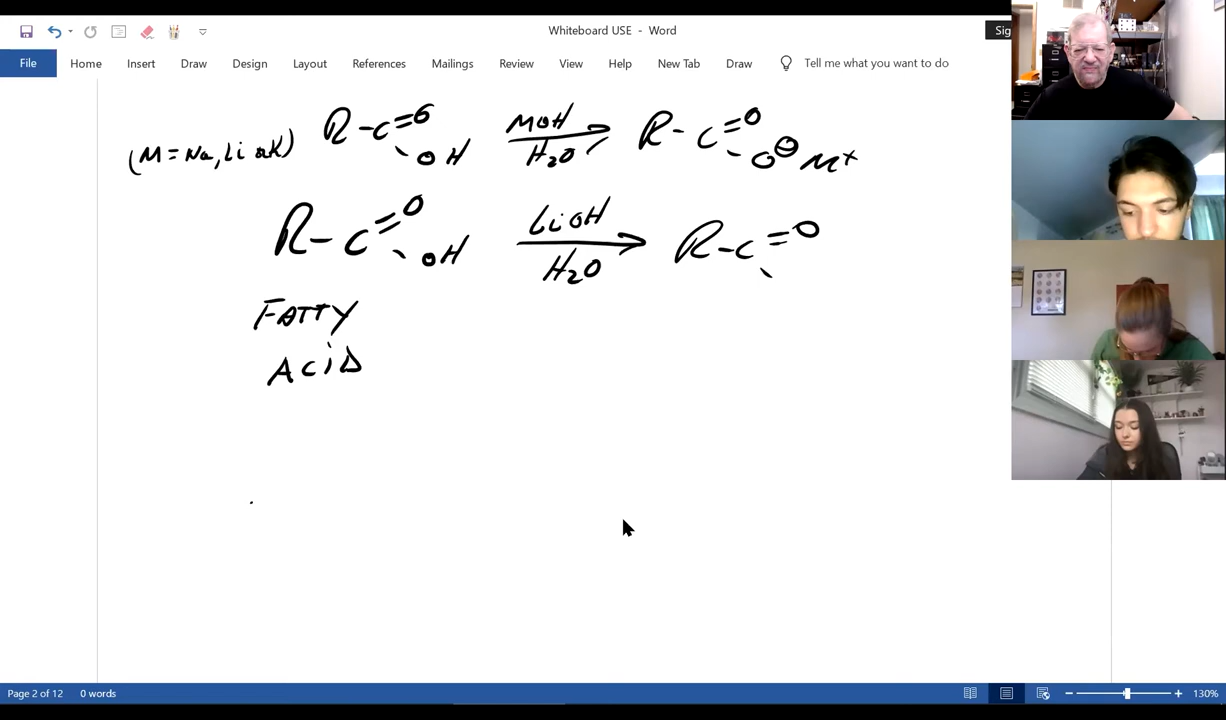 Whiteboard USE - Word
Sig
File Home Insert Draw Design Layout References Mailings Review View Help New Tab Draw Tell me what you want to do
(M = Na, Li or K) R-C=O OH MOH H2O R-C=O O⊖ M+
R-C=O OH LiOH H2O R-C=O
FATTY
ACID
Page 2 of 12 0 words 130%